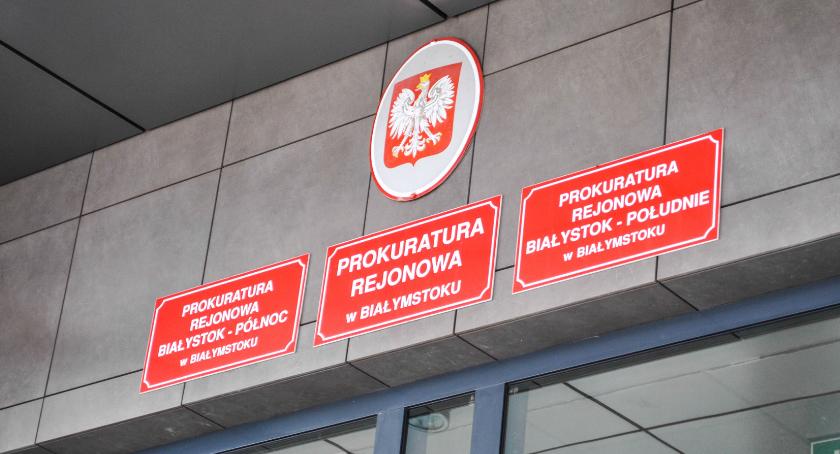 PROKURATURA
REJONOWA
BIAŁYSTOK - PÓŁNOC
w BIAŁYMSTOKU
PROKURATURA
REJONOWA
w BIAŁYMSTOKU
PROKURATURA
REJONOWA
BIAŁYSTOK - POŁUDNIE
w BIAŁYMSTOKU